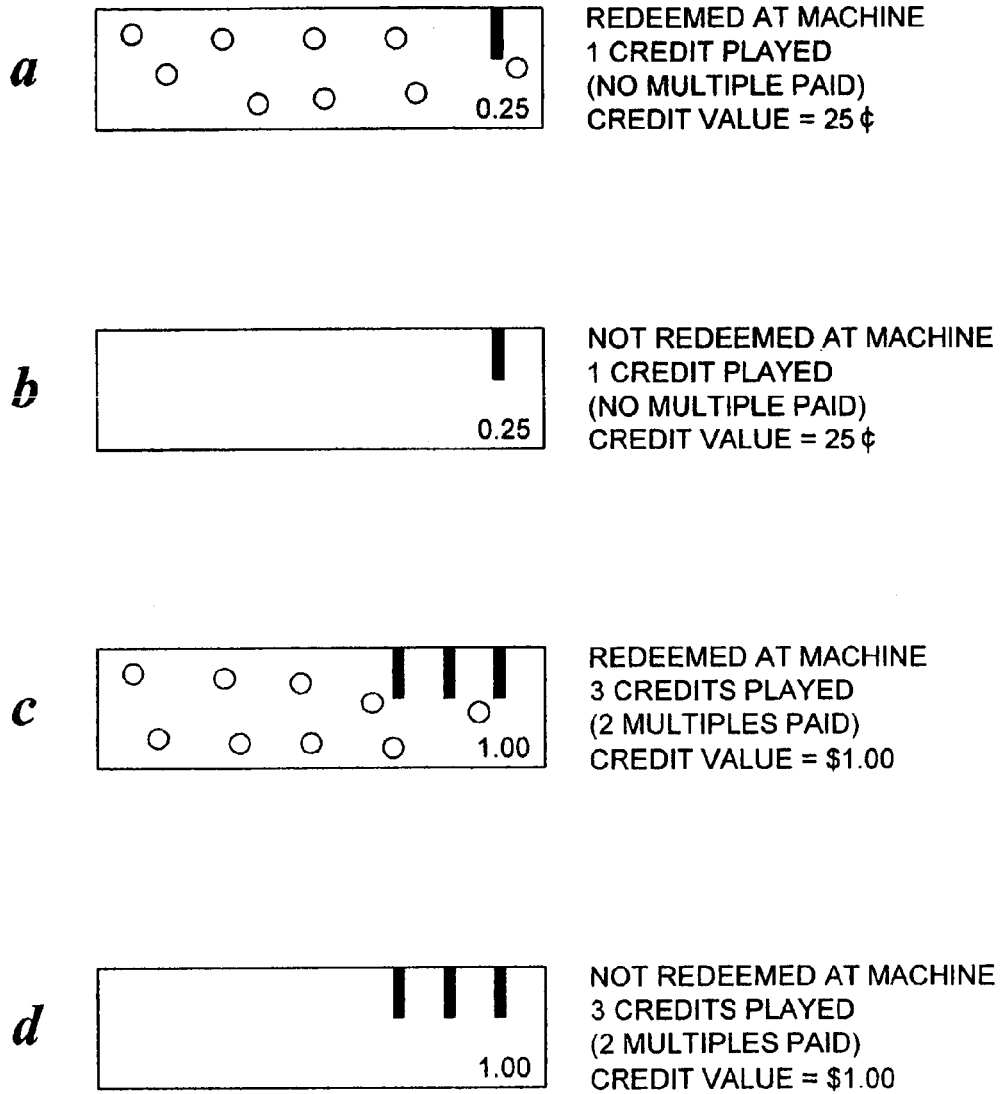 a
0.25
REDEEMED AT MACHINE
1 CREDIT PLAYED
(NO MULTIPLE PAID)
CREDIT VALUE = 25 ¢
b
0.25
NOT REDEEMED AT MACHINE
1 CREDIT PLAYED
(NO MULTIPLE PAID)
CREDIT VALUE = 25 ¢
c
1.00
REDEEMED AT MACHINE
3 CREDITS PLAYED
(2 MULTIPLES PAID)
CREDIT VALUE = $1.00
d
1.00
NOT REDEEMED AT MACHINE
3 CREDITS PLAYED
(2 MULTIPLES PAID)
CREDIT VALUE = $1.00